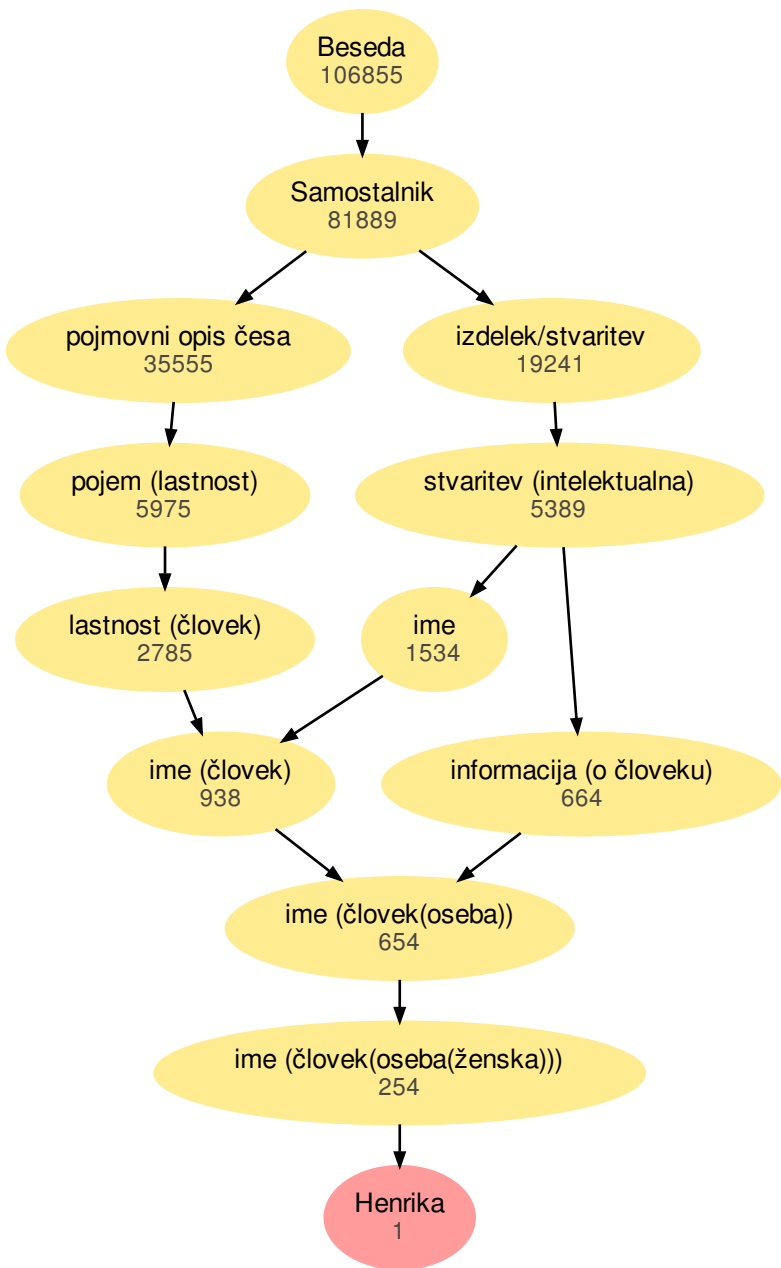 Beseda
106855
Samostalnik
81889
pojmovni opis česa
35555
izdelek/stvaritev
19241
pojem (lastnost)
5975
stvaritev (intelektualna)
5389
lastnost (človek)
2785
ime
1534
ime (človek)
938
informacija (o človeku)
664
ime (človek(oseba))
654
ime (človek(oseba(ženska)))
254
Henrika
1